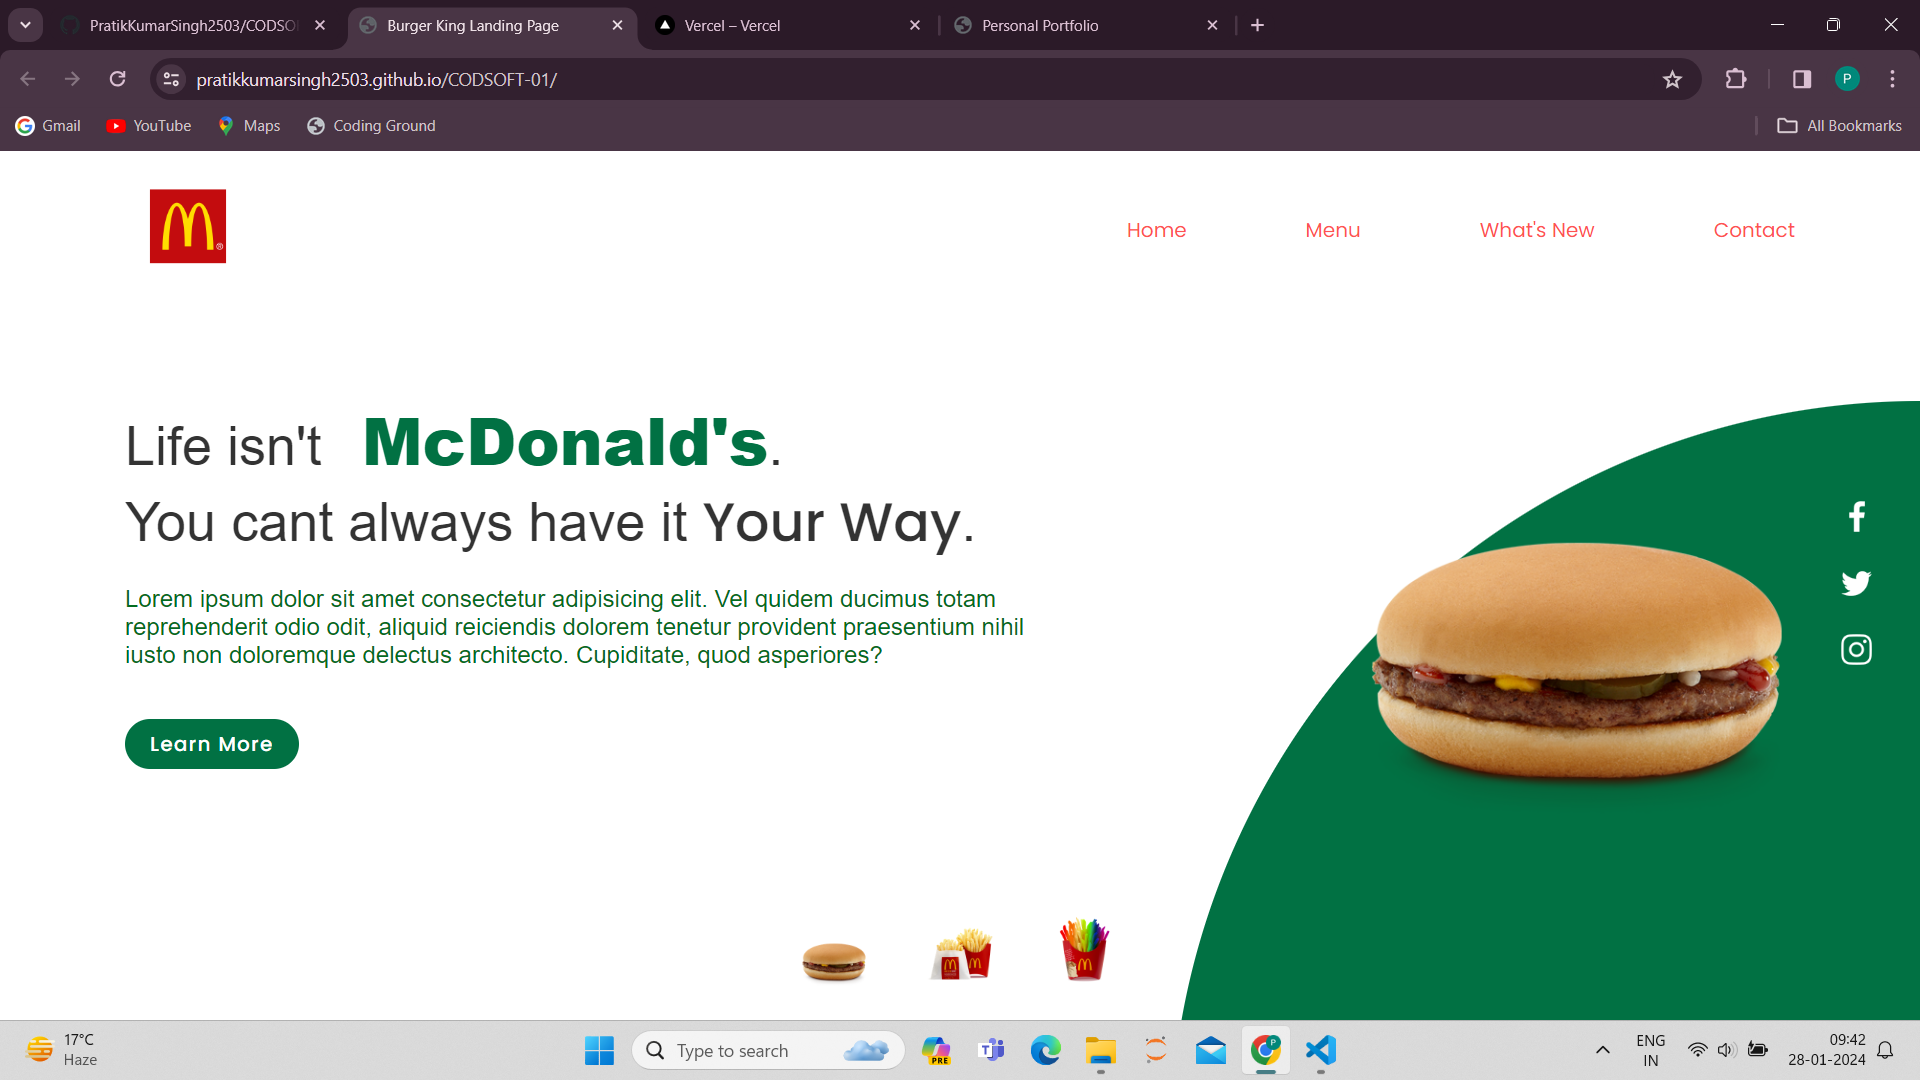 PratikKumarSingh2503/CODSO
Burger King Landing Page
Vercel – Vercel
Personal Portfolio
pratikkumarsingh2503.github.io/CODSOFT-01/
P
Gmail
YouTube
Maps
Coding Ground
All Bookmarks
Home
Menu
What's New
Contact
Life isn't McDonald's.
You cant always have it Your Way.
Lorem ipsum dolor sit amet consectetur adipisicing elit. Vel quidem ducimus totam
reprehenderit odio odit, aliquid reiciendis dolorem tenetur provident praesentium nihil
iusto non doloremque delectus architecto. Cupiditate, quod asperiores?
Learn More
17°C
Haze
Type to search
PRE
P
ENG
IN
09:42
28-01-2024